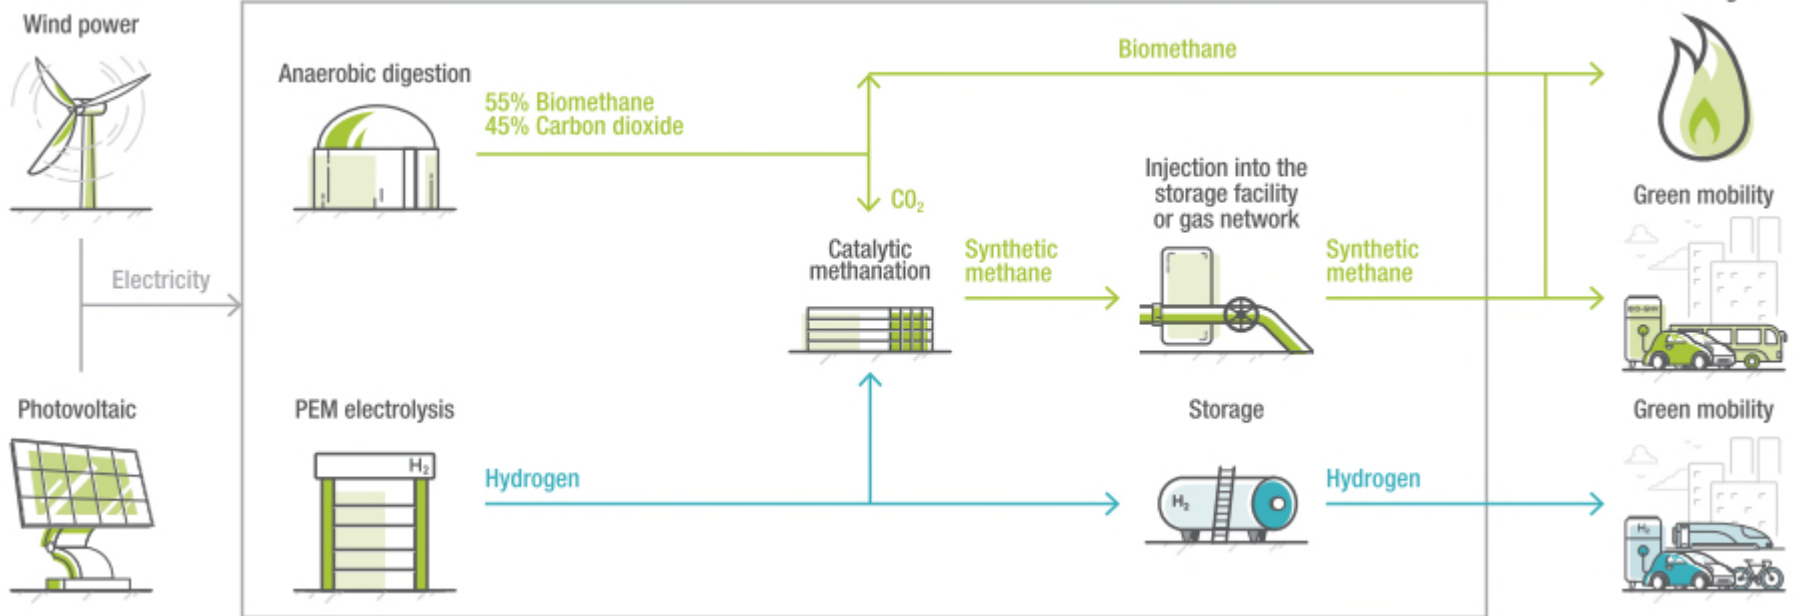 Wind power
Anaerobic digestion
55% Biomethane
45% Carbon dioxide
Biomethane
CO₂
Injection into the
storage facility
or gas network
Green mobility
Electricity
Catalytic
methanation
Synthetic
methane
Synthetic
methane
Photovoltaic
PEM electrolysis
H₂
Hydrogen
Storage
H₂
Hydrogen
Green mobility
H₂